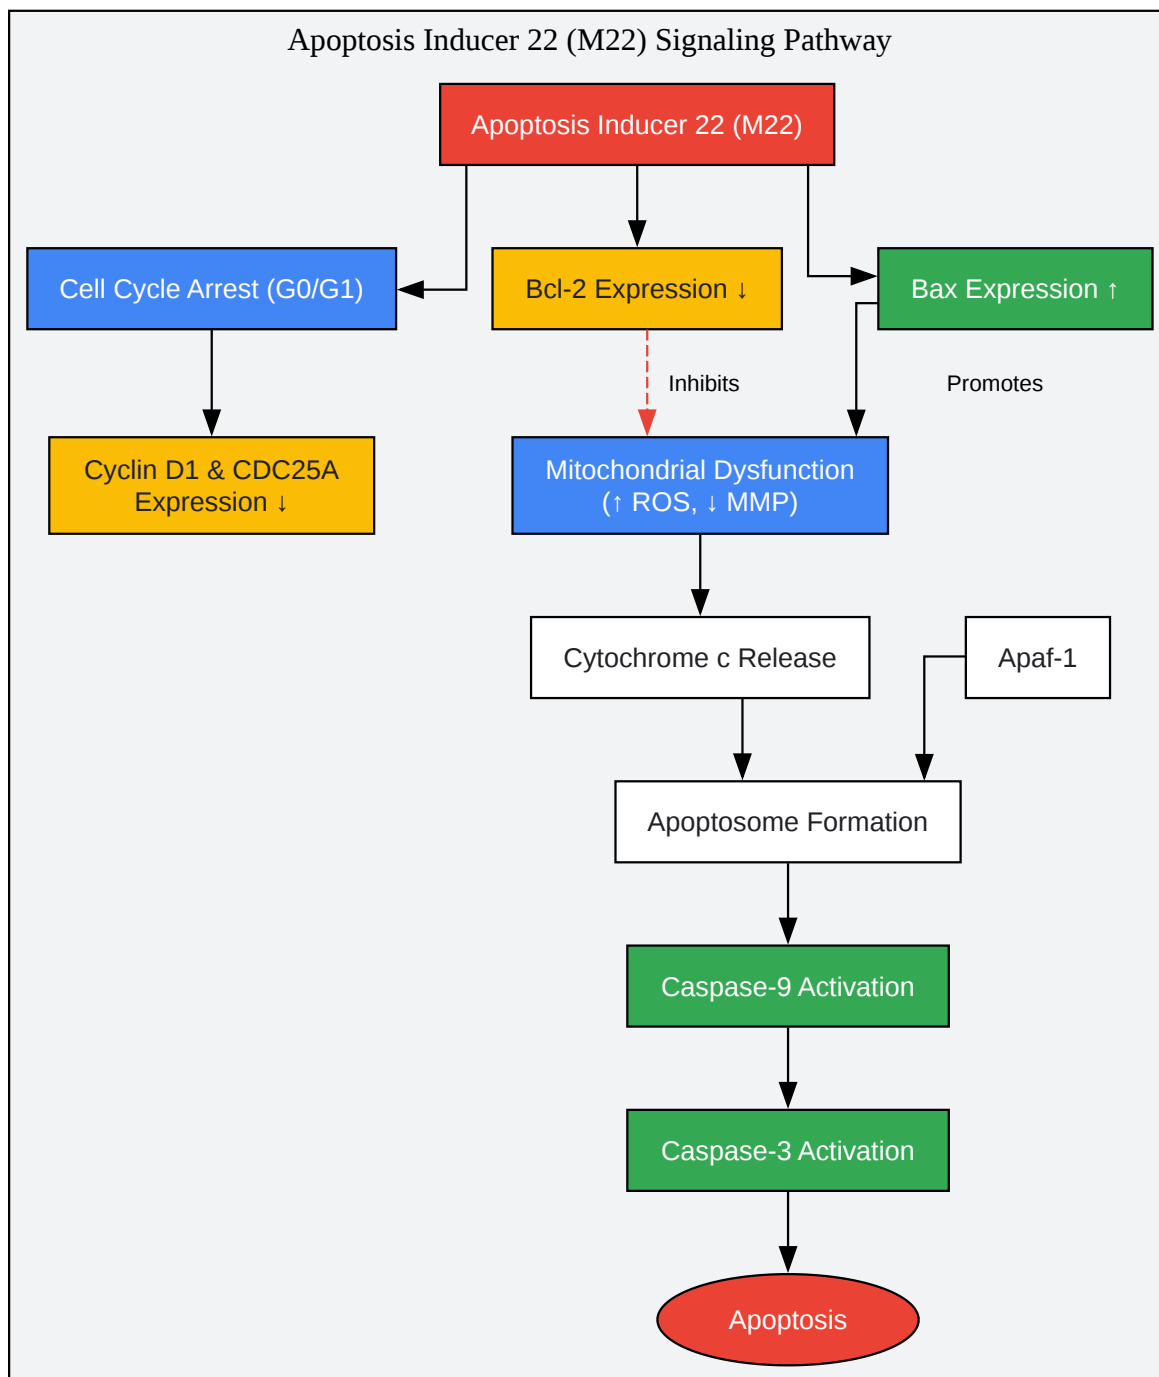 Apoptosis Inducer 22 (M22) Signaling Pathway
Apoptosis Inducer 22 (M22)
Cell Cycle Arrest (G0/G1)
Bcl-2 Expression ↓
Bax Expression ↑
Inhibits
Promotes
Cyclin D1 & CDC25A
Expression ↓
Mitochondrial Dysfunction
(↑ ROS, ↓ MMP)
Cytochrome c Release
Apaf-1
Apoptosome Formation
Caspase-9 Activation
Caspase-3 Activation
Apoptosis